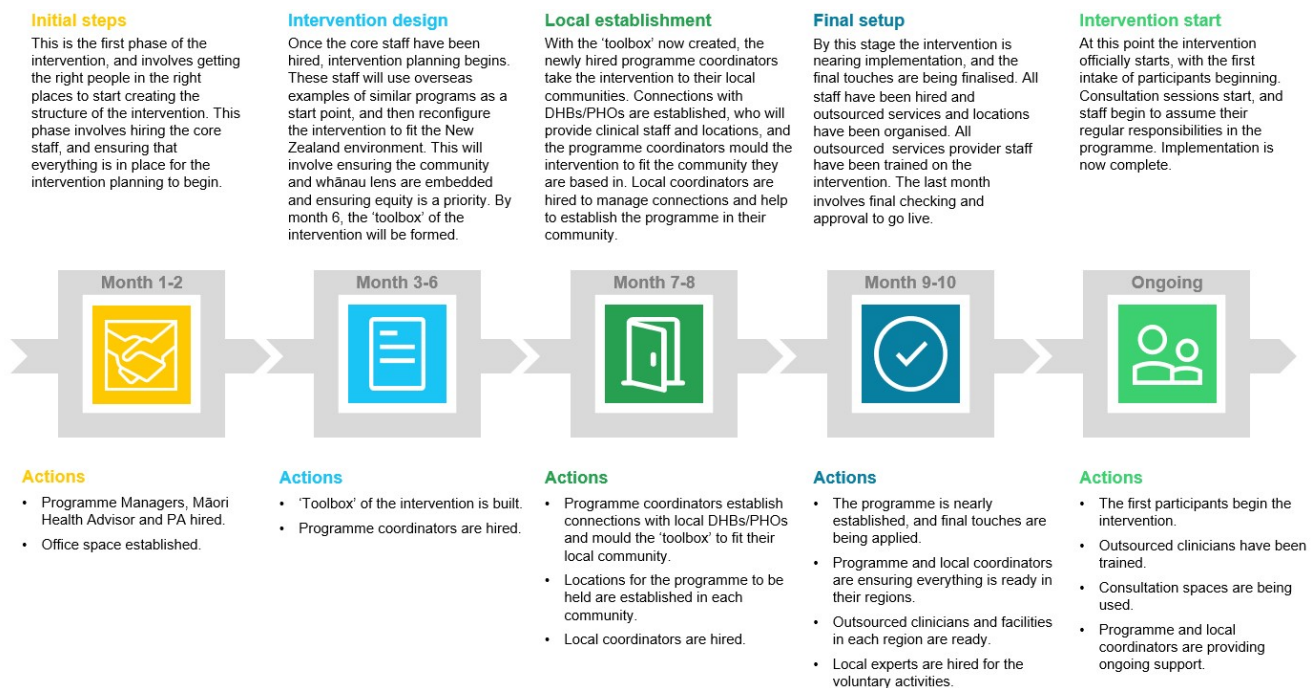 Initial steps
This is the first phase of the
intervention, and involves getting
the right people in the right
places to start creating the
structure of the intervention. This
phase involves hiring the core
staff, and ensuring that
everything is in place for the
intervention planning to begin.
Intervention design
Once the core staff have been
hired, intervention planning begins.
These staff will use overseas
examples of similar programs as a
start point, and then reconfigure
the intervention to fit the New
Zealand environment. This will
involve ensuring the community
and whānau lens are embedded
and ensuring equity is a priority. By
month 6, the ‘toolbox’ of the
intervention will be formed.
Local establishment
With the ‘toolbox’ now created, the
newly hired programme coordinators
take the intervention to their local
communities. Connections with
DHBs/PHOs are established, who will
provide clinical staff and locations, and
the programme coordinators mould the
intervention to fit the community they
are based in. Local coordinators are
hired to manage connections and help
to establish the programme in their
community.
Final setup
By this stage the intervention is
nearing implementation, and the
final touches are being finalised. All
staff have been hired and
outsourced services and locations
have been organised. All
outsourced services provider staff
have been trained on the
intervention. The last month
involves final checking and
approval to go live.
Intervention start
At this point the intervention
officially starts, with the first
intake of participants beginning.
Consultation sessions start, and
staff begin to assume their
regular responsibilities in the
programme. Implementation is
now complete.
Month 1-2
Month 3-6
Month 7-8
Month 9-10
Ongoing
Actions
• Programme Managers, Māori
Health Advisor and PA hired.
• Office space established.
Actions
• ‘Toolbox’ of the intervention is built.
• Programme coordinators are hired.
Actions
• Programme coordinators establish
connections with local DHBs/PHOs
and mould the ‘toolbox’ to fit their
local community.
• Locations for the programme to be
held are established in each
community.
• Local coordinators are hired.
Actions
• The programme is nearly
established, and final touches are
being applied.
• Programme and local coordinators
are ensuring everything is ready in
their regions.
• Outsourced clinicians and facilities
in each region are ready.
• Local experts are hired for the
voluntary activities.
Actions
• The first participants begin the
intervention.
• Outsourced clinicians have been
trained.
• Consultation spaces are being
used.
• Programme and local
coordinators are providing
ongoing support.